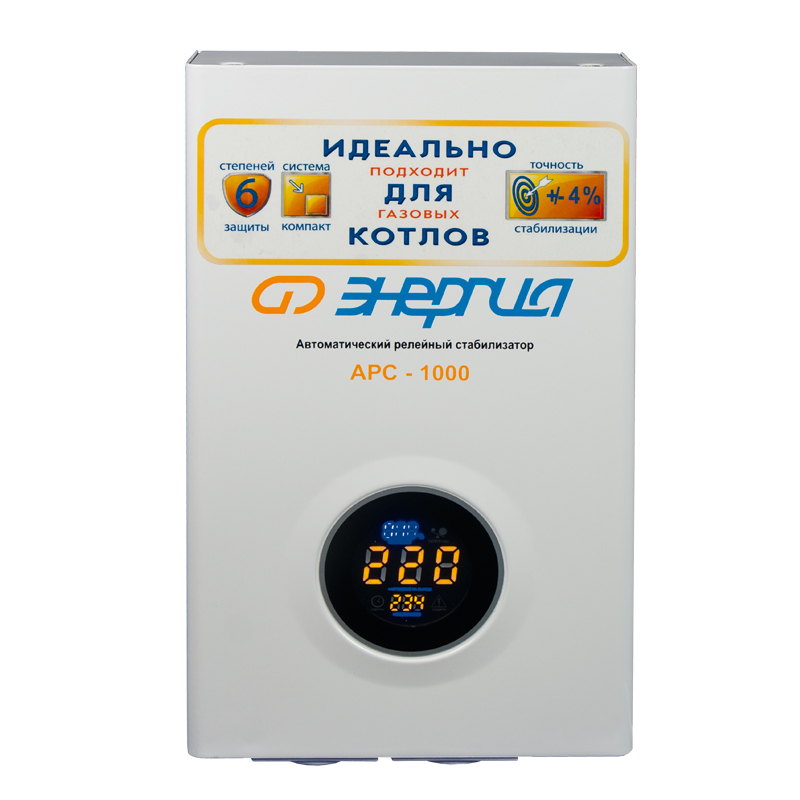 ИДЕАЛЬНО
ПОДХОДИТ
ДЛЯ
ГАЗОВЫХ
КОТЛОВ
степеней
6
защиты
система
компакт
точность
+/- 4%
стабилизации
энергия
Автоматический релейный стабилизатор
АРС - 1000
220
234